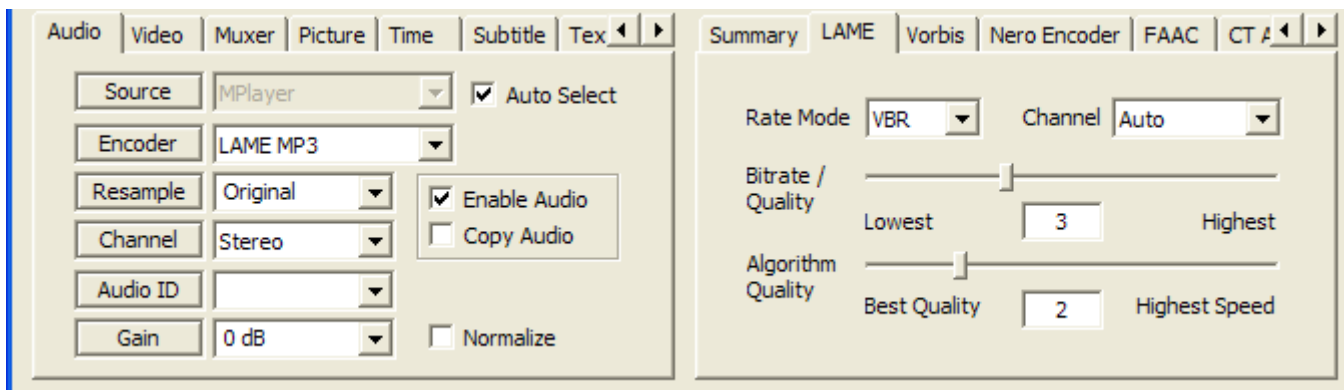 Audio Video Muxer Picture Time Subtitle Tex
Source MPlayer Auto Select
Encoder LAME MP3
Resample Original Enable Audio
Channel Stereo Copy Audio
Audio ID
Gain 0 dB Normalize
Summary LAME Vorbis Nero Encoder FAAC CT A
Rate Mode VBR Channel Auto
Bitrate /
Quality
Lowest 3 Highest
Algorithm
Quality
Best Quality 2 Highest Speed